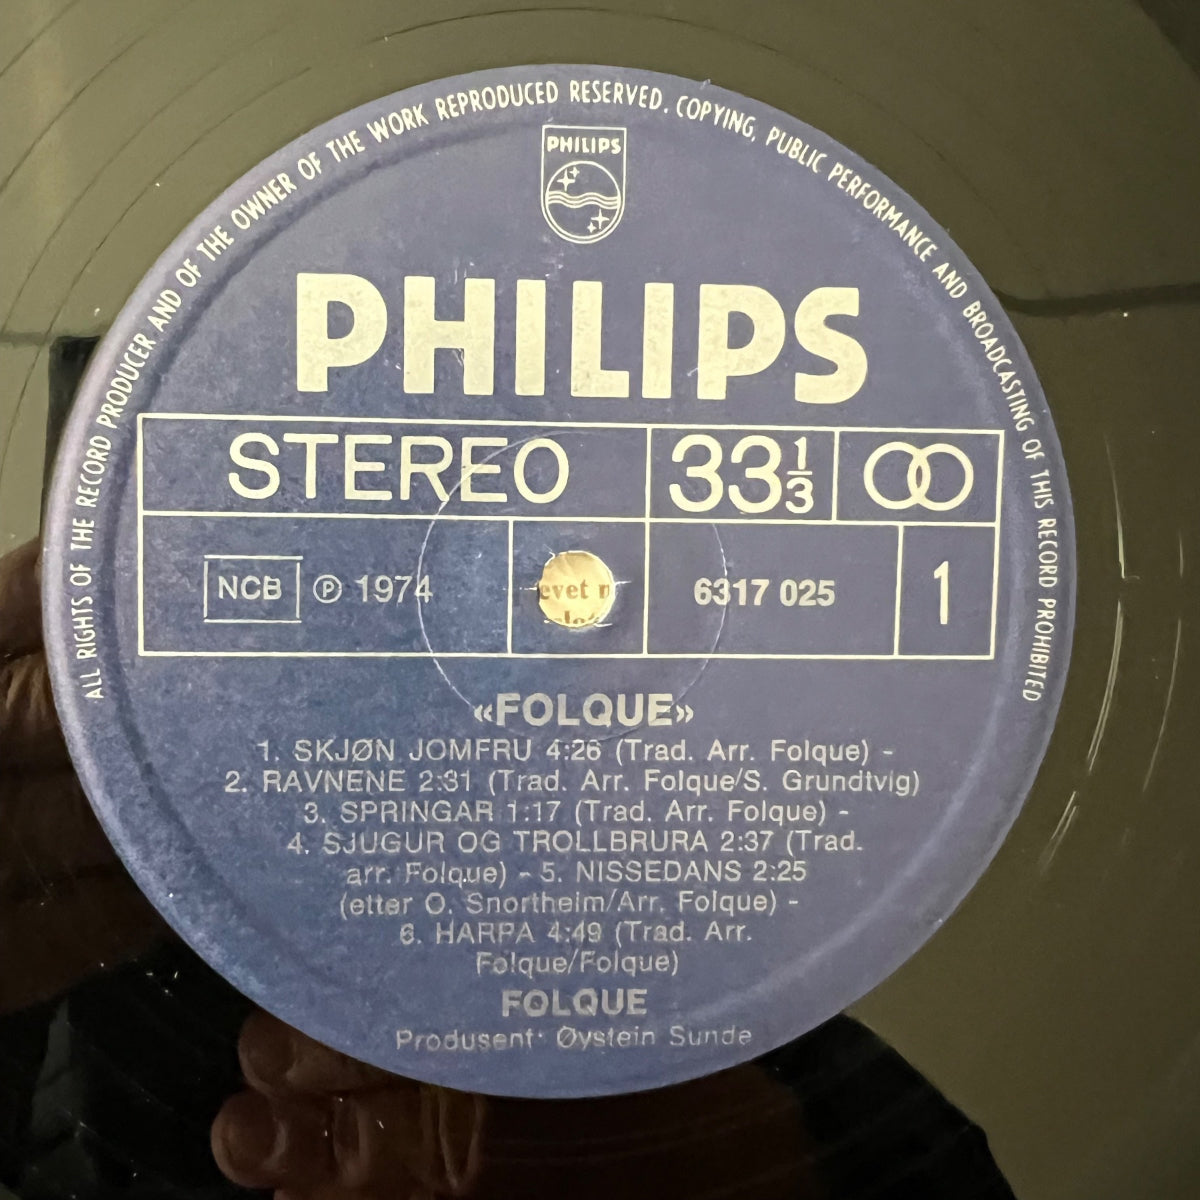 ALL RIGHTS OF THE RECORD PRODUCER AND OF THE OWNER OF THE WORK REPRODUCED RESERVED. COPYING, PUBLIC PERFORMANCE AND BROADCASTING OF THIS RECORD PROHIBITED
PHILIPS
PHILIPS
STEREO 33 1/3
NCB ℗ 1974 evet 6317 025 1
«FOLQUE»
1. SKJØN JOMFRU 4:26 (Trad. Arr. Folque) -
2. RAVNENE 2:31 (Trad. Arr. Folque/S. Grundtvig)
3. SPRINGAR 1:17 (Trad. Arr. Folque) -
4. SJUGUR OG TROLLBRURA 2:37 (Trad.
arr. Folque) - 5. NISSEDANS 2:25
(etter O. Snortheim/Arr. Folque) -
6. HARPA 4:49 (Trad. Arr.
Folque/Folque)
FOLQUE
Produsent: Øystein Sunde